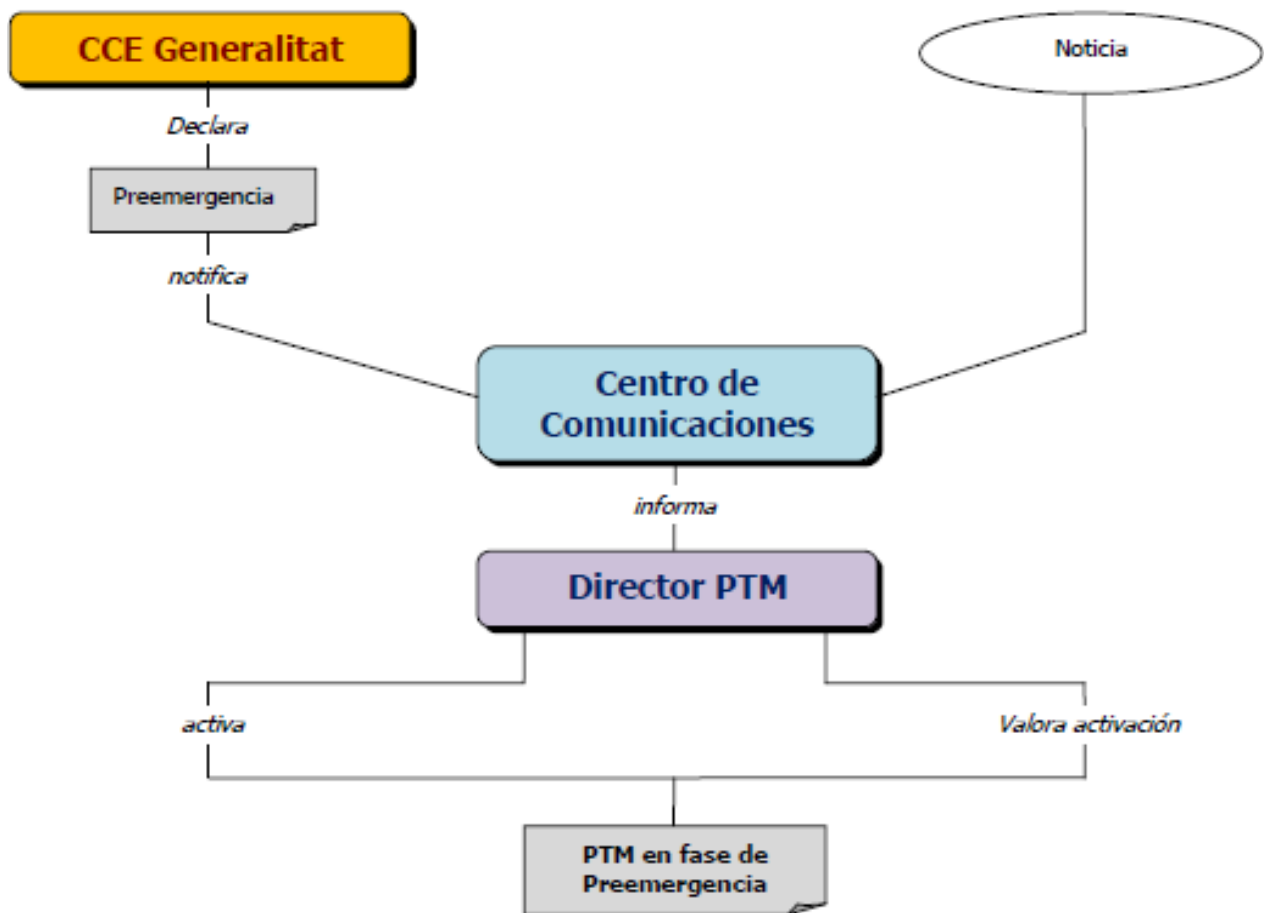 CCE Generalitat
Noticia
Declara
Preemergencia
notifica
Centro de
Comunicaciones
informa
Director PTM
activa
Valora activación
PTM en fase de
Preemergencia